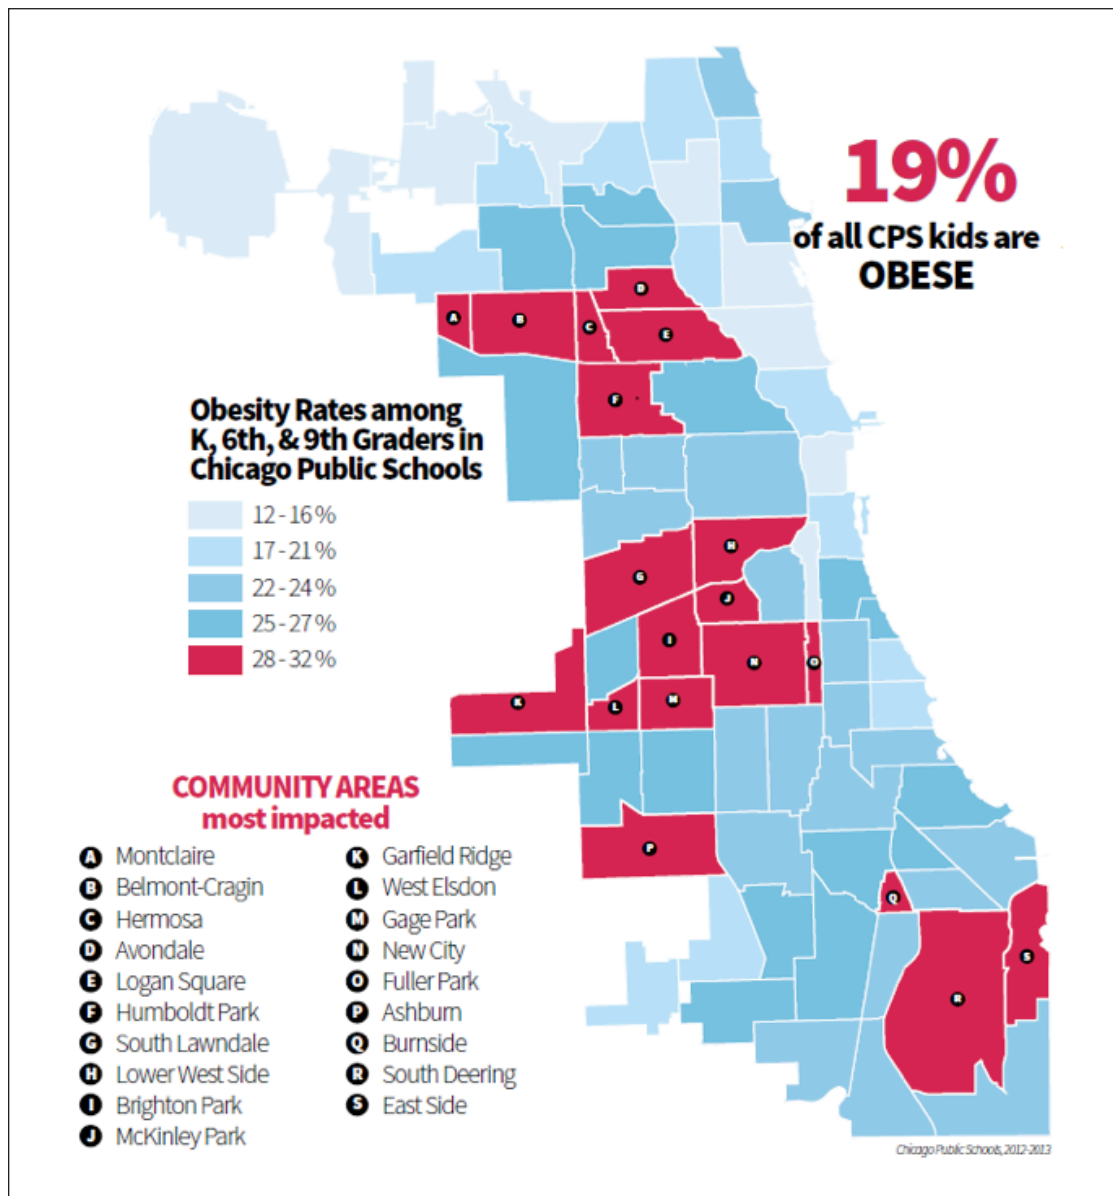 19%
of all CPS kids are
OBESE
Obesity Rates among
K, 6th, & 9th Graders in
Chicago Public Schools
12 - 16 %
17 - 21 %
22 - 24 %
25 - 27 %
28 - 32 %
COMMUNITY AREAS
most impacted
A Montclaire
B Belmont-Cragin
C Hermosa
D Avondale
E Logan Square
F Humboldt Park
G South Lawndale
H Lower West Side
I Brighton Park
J McKinley Park
K Garfield Ridge
L West Elsdon
M Gage Park
N New City
O Fuller Park
P Ashburn
Q Burnside
R South Deering
S East Side
D
A
B
C
E
F
H
G
J
I
N
O
K
L
M
P
Q
S
R
Chicago Public Schools, 2012-2013